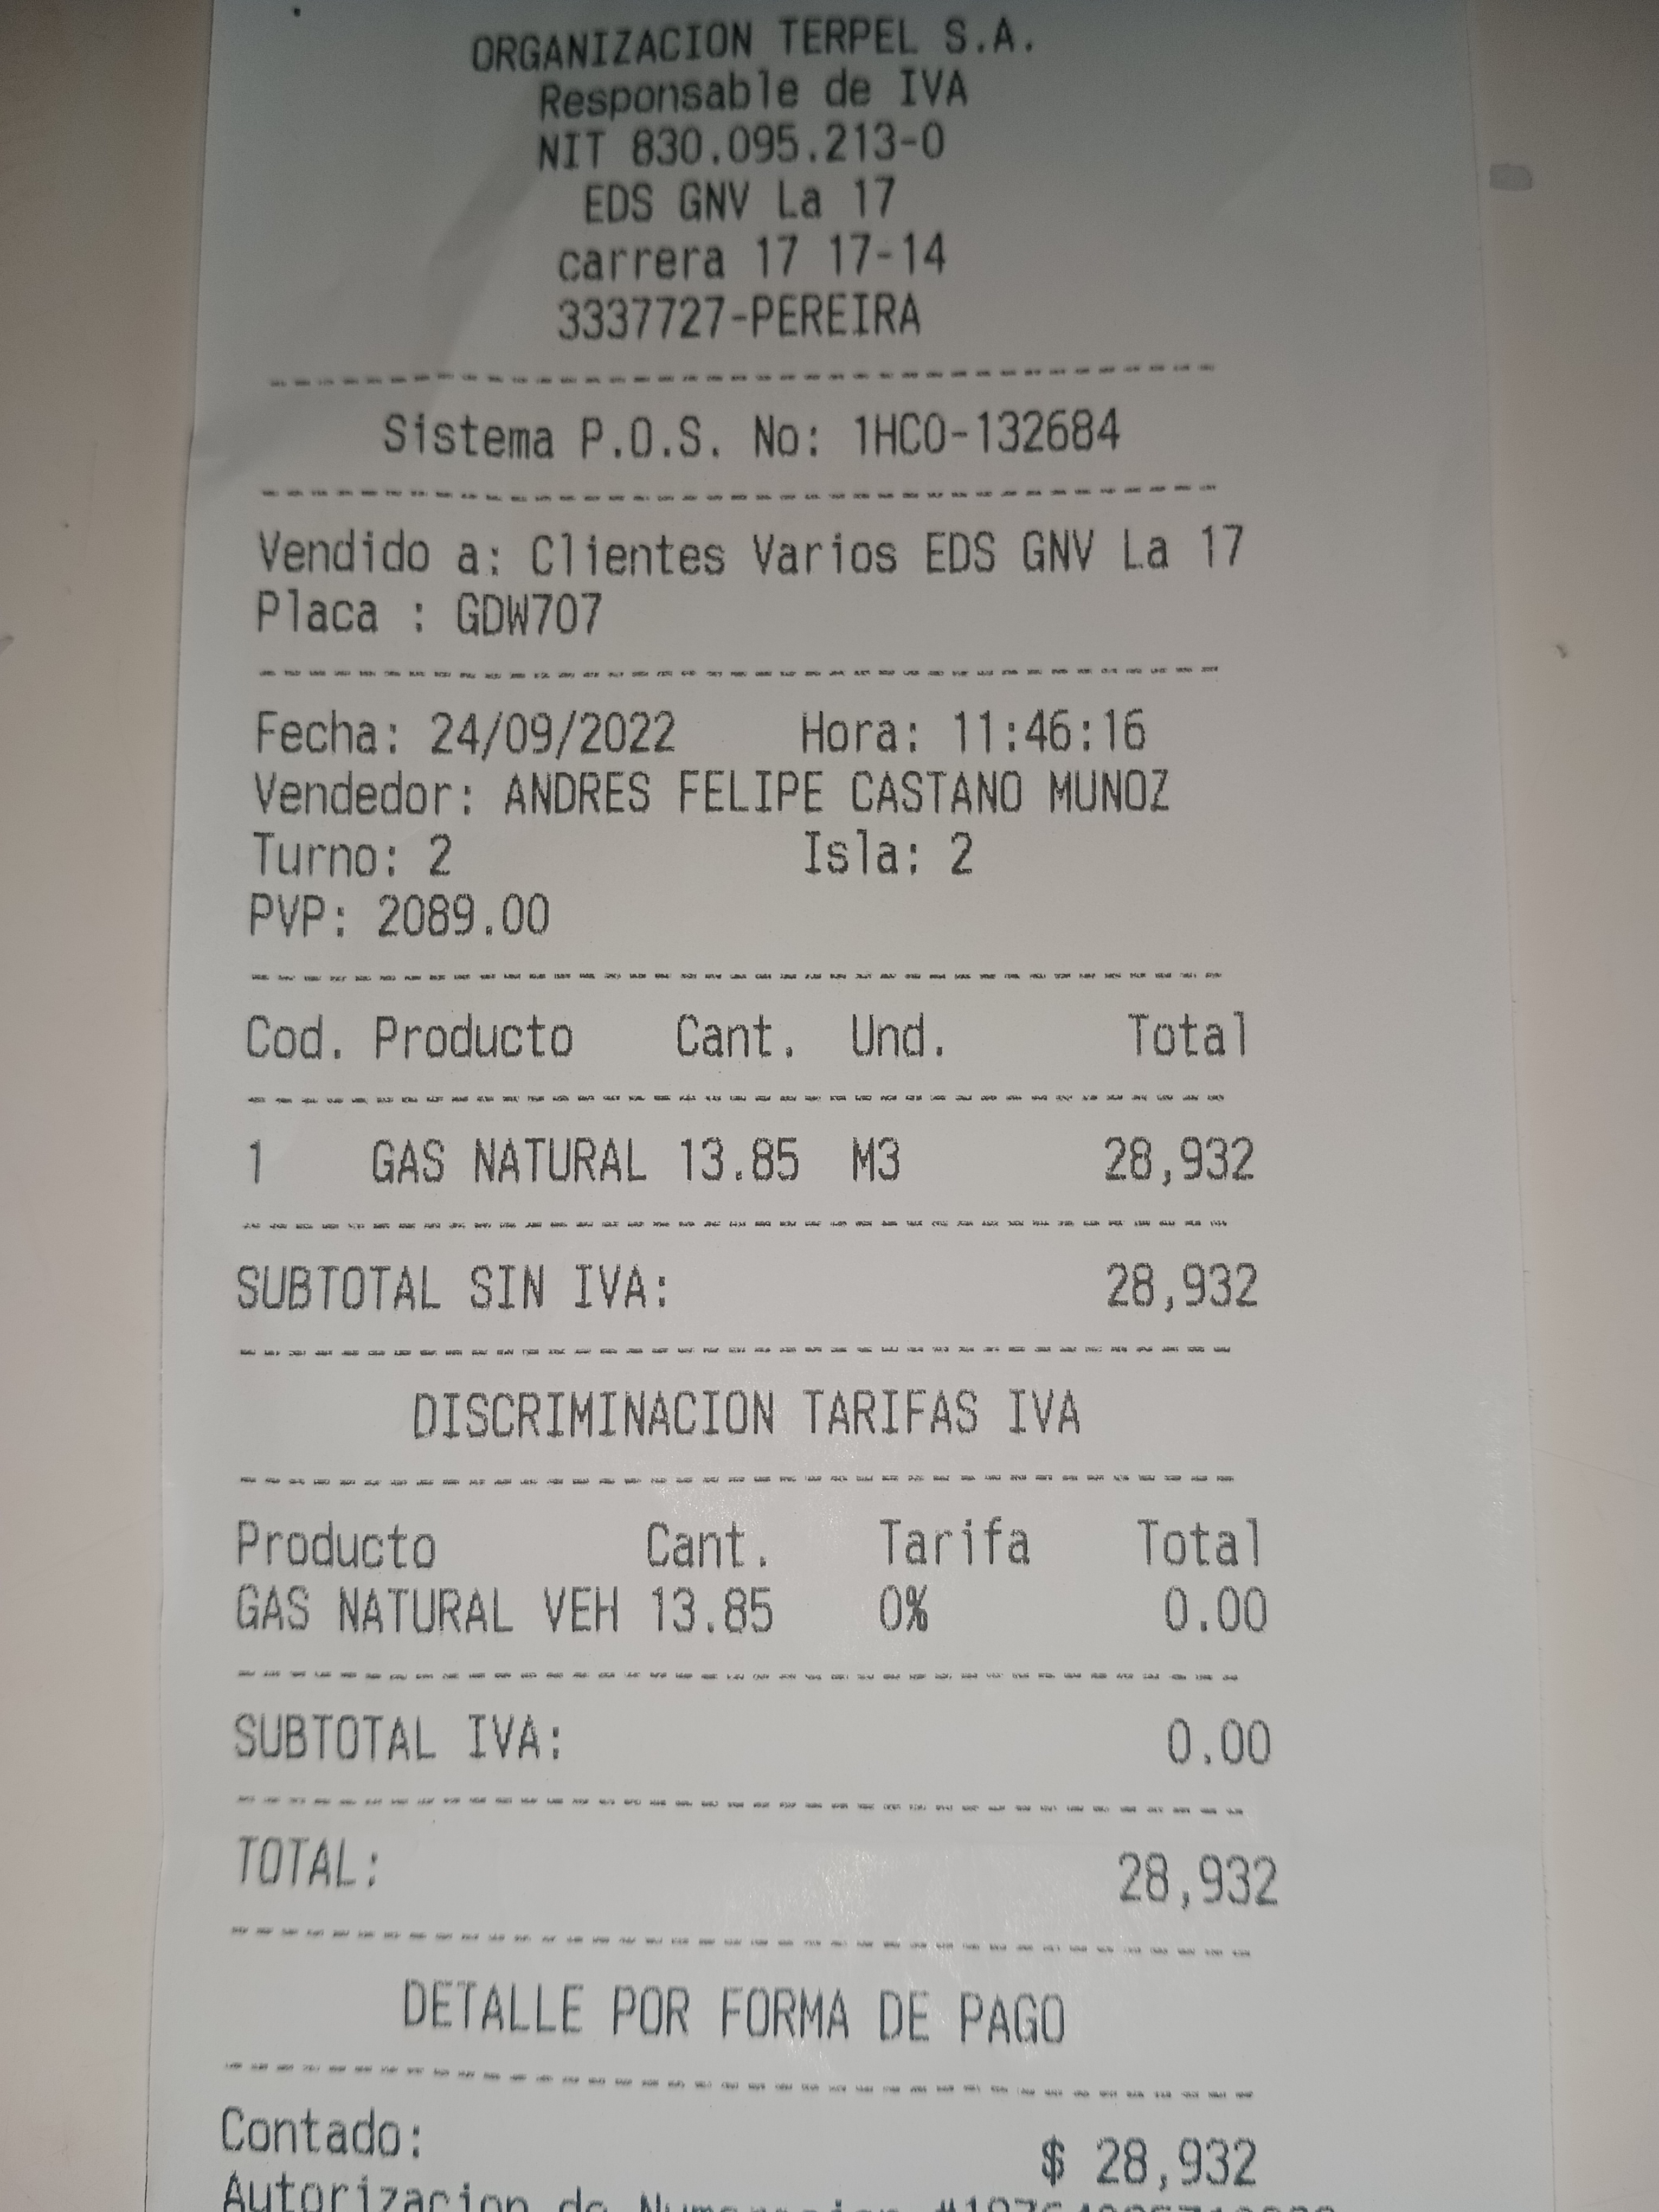 ORGANIZACION TERPEL S.A.
Responsable de IVA
NIT 830.095.213-0
EDS GNV La 17
carrera 17 17-14
3337727-PEREIRA
Sistema P.O.S. No: 1HCO-132684
Vendido a: Clientes Varios EDS GNV La 17
Placa : GDW707
Fecha: 24/09/2022 Hora: 11:46:16
Vendedor: ANDRES FELIPE CASTANO MUNOZ
Turno: 2 Isla: 2
PVP: 2089.00
Cod. Producto Cant. Und. Total
1 GAS NATURAL 13.85 M3 28,932
SUBTOTAL SIN IVA: 28,932
DISCRIMINACION TARIFAS IVA
Producto Cant. Tarifa Total
GAS NATURAL VEH 13.85 0% 0.00
SUBTOTAL IVA: 0.00
TOTAL: 28,932
DETALLE POR FORMA DE PAGO
Contado: $ 28,932
Autorizacion de Numeracion